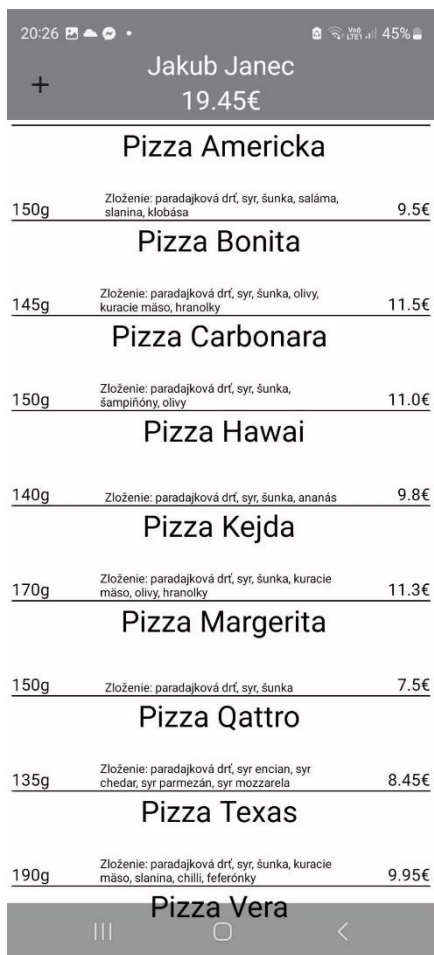 20:26
Vo9 LTE1 45%
Jakub Janec
+
19.45€
Pizza Americka
Zloženie: paradajková drť, syr, šunka, saláma,
slanina, klobása
150g
9.5€
Pizza Bonita
Zloženie: paradajková drť, syr, šunka, olivy,
kuracie mäso, hranolky
145g
11.5€
Pizza Carbonara
Zloženie: paradajková drť, syr, šunka,
šampiňóny, olivy
150g
11.0€
Pizza Hawai
140g
Zloženie: paradajková drť, syr, šunka, ananás
9.8€
Pizza Kejda
Zloženie: paradajková drť, syr, šunka, kuracie
mäso, olivy, hranolky
170g
11.3€
Pizza Margerita
150g
Zloženie: paradajková drť, syr, šunka
7.5€
Pizza Qattro
Zloženie: paradajková drť, syr encian, syr
chedar, syr parmezán, syr mozzarela
135g
8.45€
Pizza Texas
Zloženie: paradajková drť, syr, šunka, kuracie
mäso, slanina, chilli, feferónky
190g
9.95€
Pizza Vera